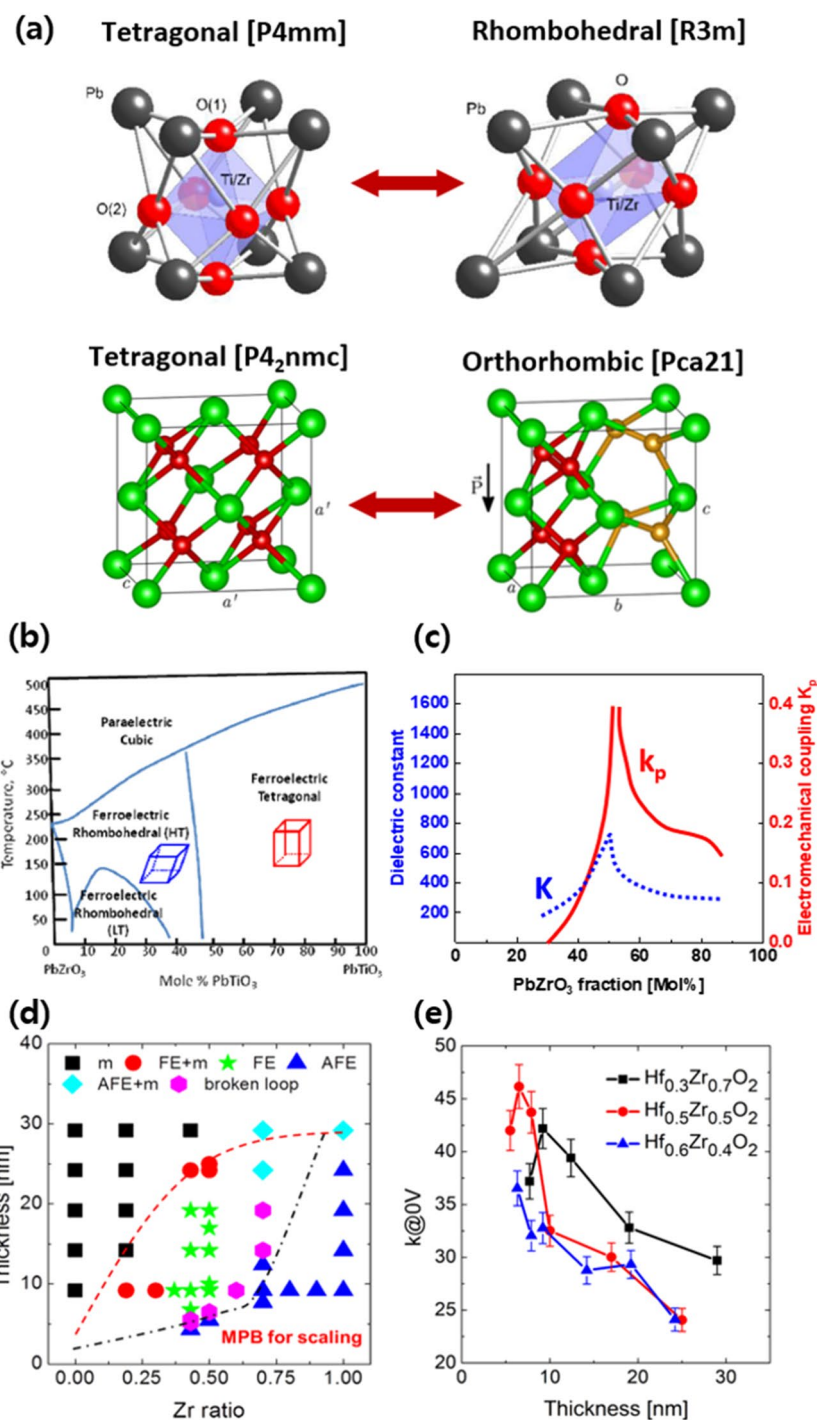 (a)
Tetragonal [P4mm]
Rhombohedral [R3m]
Pb
O(1)
Ti/Zr
O(2)
O
Pb
Ti/Zr
Tetragonal [P4₂nmc]
Orthorhombic [Pca21]
a'
c
a'
c
a
b
(b)
Temperature, °C
500
450
400
350
300
250
200
150
100
50
Paraelectric
Cubic
Ferroelectric
Tetragonal
Ferroelectric
Rhombohedral (HT)
Ferroelectric
Rhombohedral
(LT)
0 10 20 30 40 50 60 70 80 90 100
PbZrO₃
Mole % PbTiO₃
PbTiO₃
(c)
Dielectric constant
1600
1400
1200
1000
800
600
400
200
kₚ
K
0.4
0.3
0.2
0.1
0.0
Electromechanical coupling Kₚ
0 20 40 60 80 100
PbZrO₃ fraction [Mol%]
(d)
Thickness [nm]
40
30
20
10
0
m FE+m FE AFE
AFE+m broken loop
MPB for scaling
0.00 0.25 0.50 0.75 1.00
Zr ratio
(e)
k@0V
50
45
40
35
30
25
20
Hf₀.₃Zr₀.₇O₂
Hf₀.₅Zr₀.₅O₂
Hf₀.₆Zr₀.₄O₂
0 10 20 30
Thickness [nm]